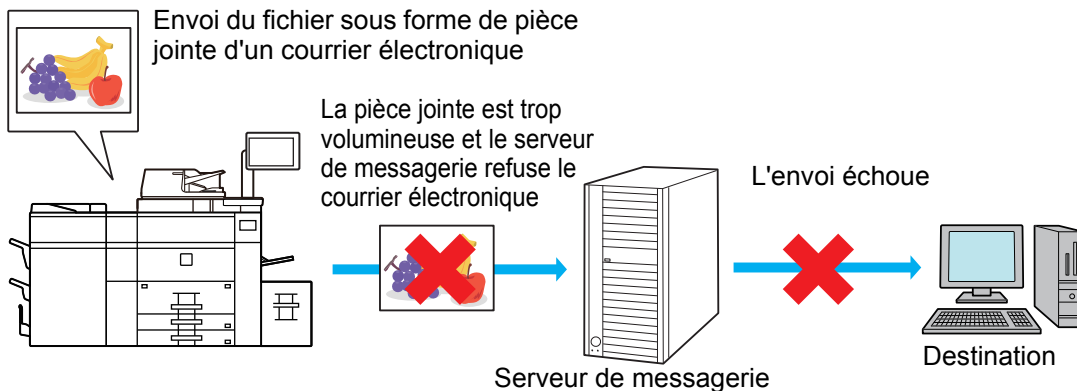 Envoi du fichier sous forme de pièce
jointe d'un courrier électronique
La pièce jointe est trop
volumineuse et le serveur
de messagerie refuse le
courrier électronique
L'envoi échoue
Destination
Serveur de messagerie